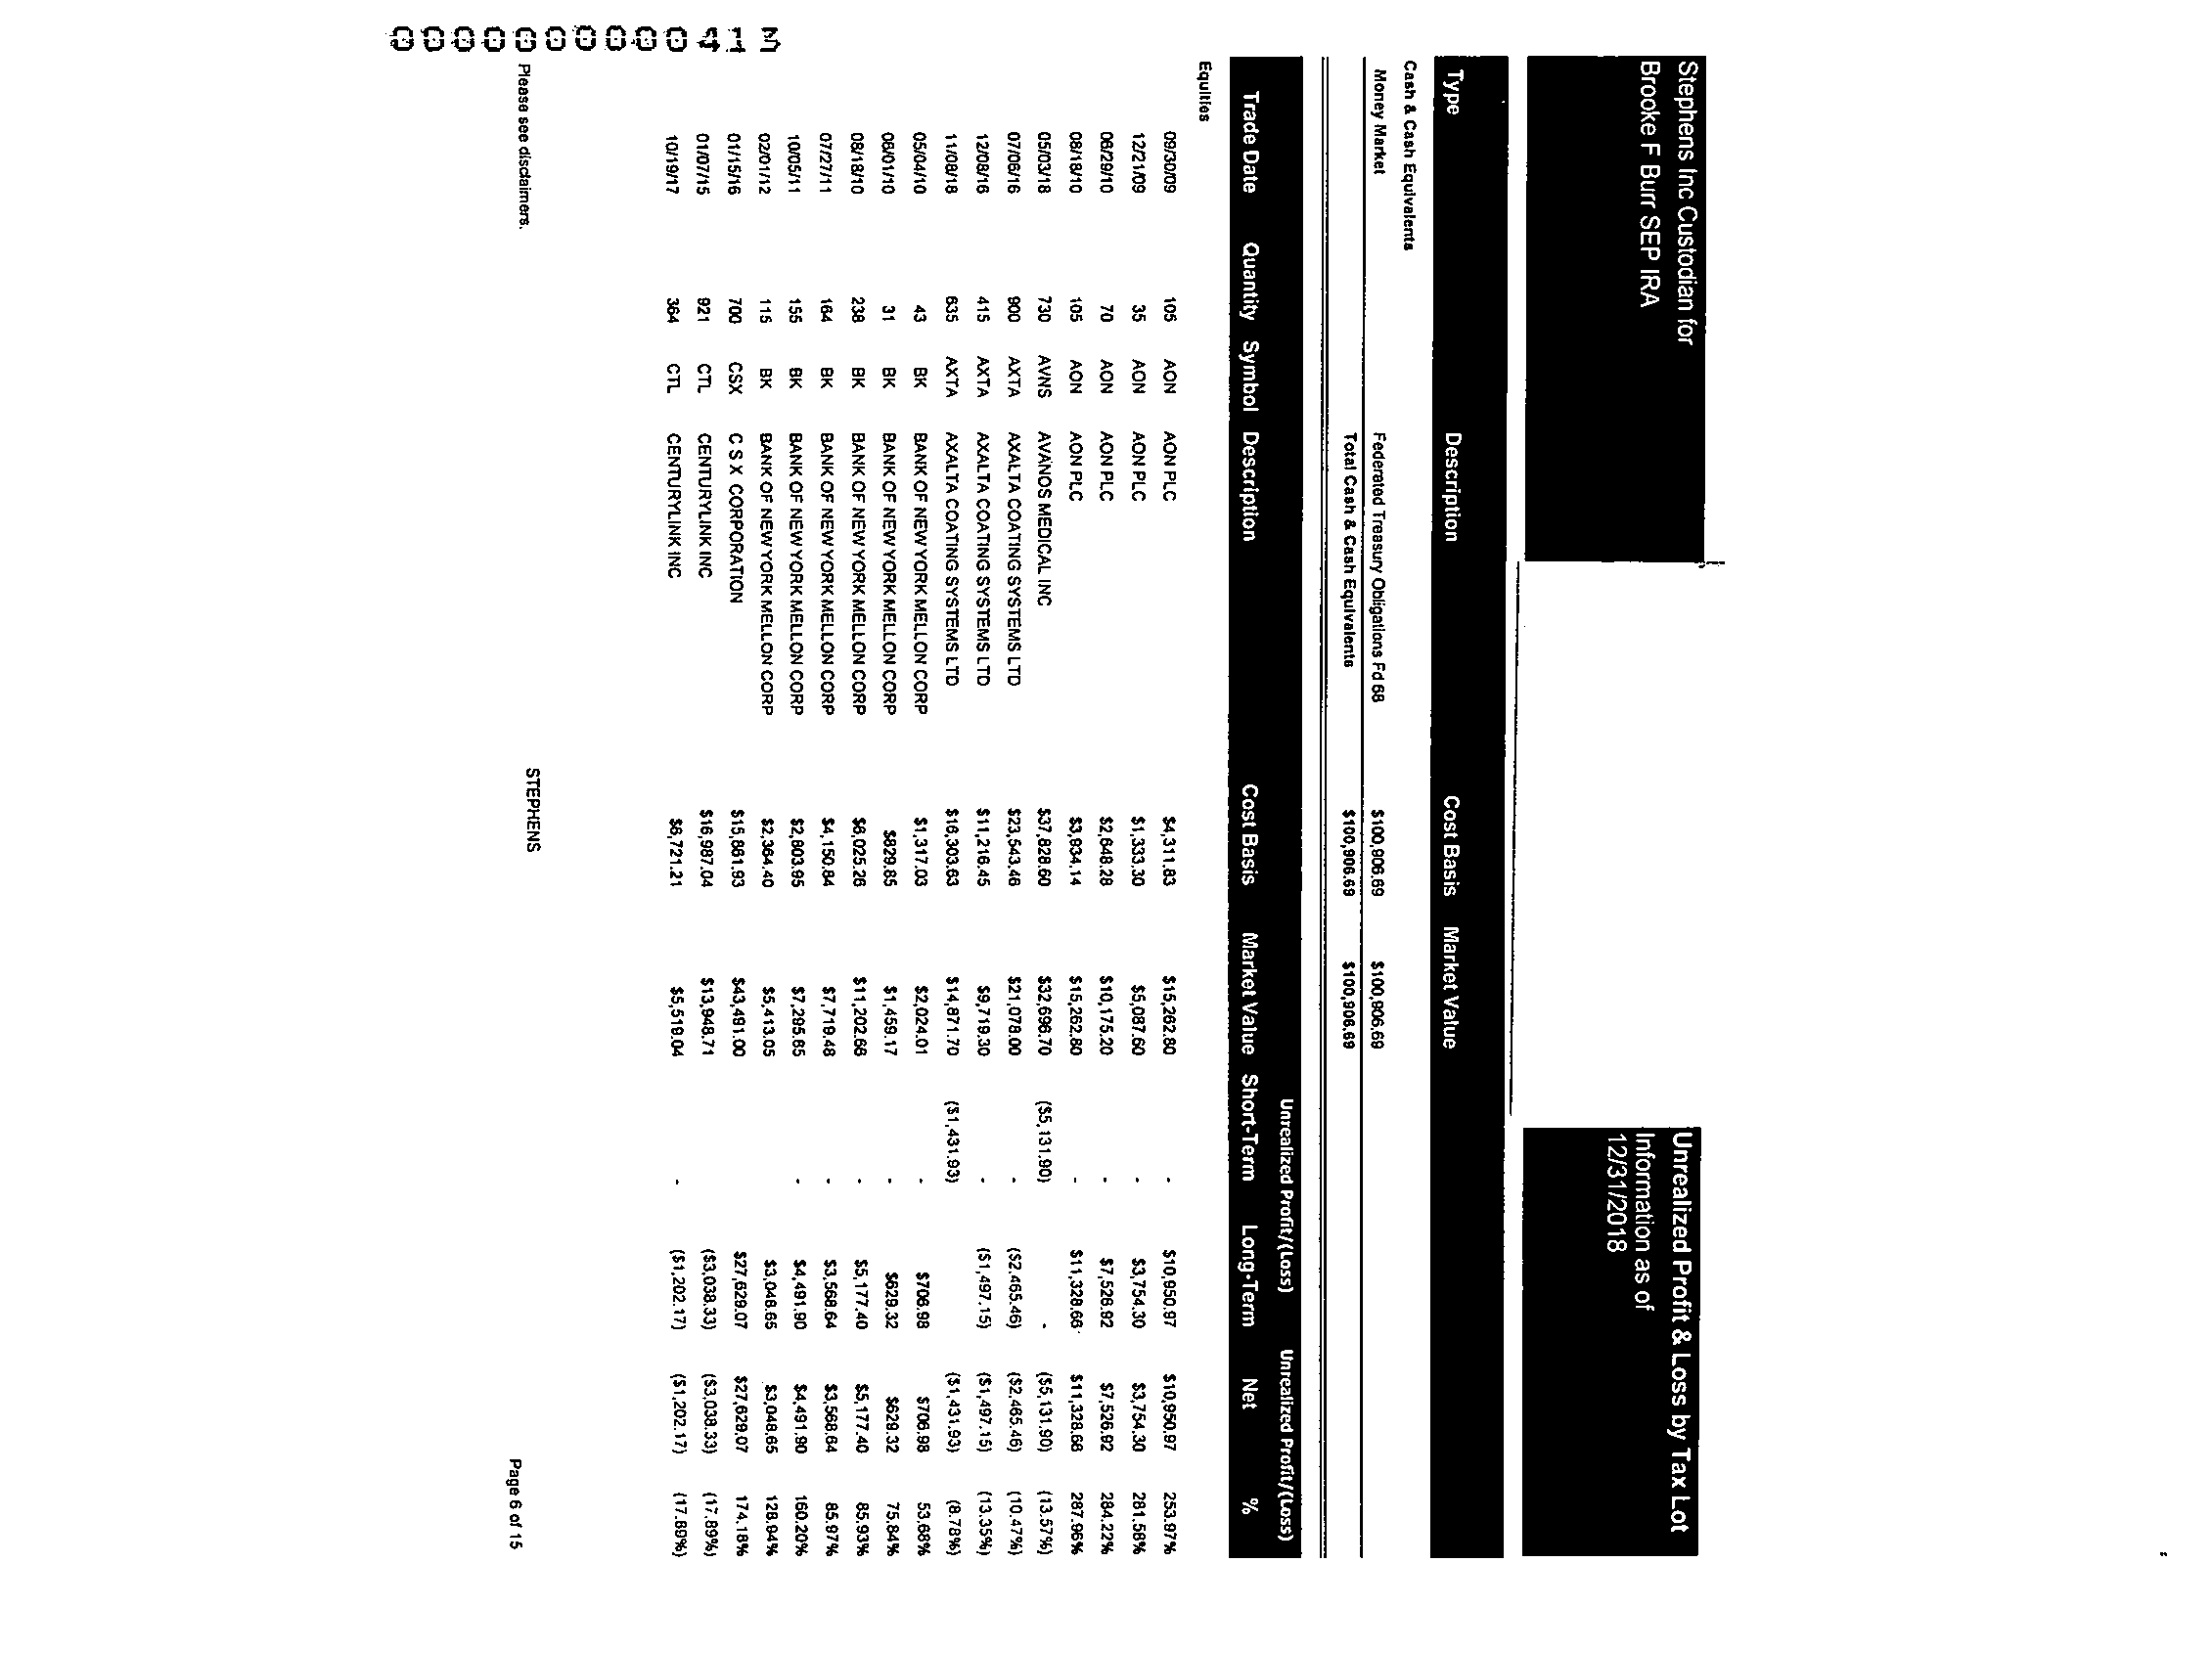 Stephens Inc Custodian for
Brooke F Burr SEP IRA
Unrealized Profit & Loss by Tax Lot
Information as of
12/31/2018
Type Description Cost Basis Market Value
Cash & Cash Equivalents
Money Market Federated Treasury Obligations Fd 68 $100,906.69 $100,906.69
Total Cash & Cash Equivalents $100,906.69 $100,906.69
Unrealized Profit/(Loss) Unrealized Profit/(Loss)
Trade Date Quantity Symbol Description Cost Basis Market Value Short-Term Long-Term Net %
Equities
09/30/09 105 AON AON PLC $4,311.83 $15,262.80 - $10,950.97 $10,950.97 253.97%
12/21/09 35 AON AON PLC $1,333.30 $5,087.60 - $3,754.30 $3,754.30 281.58%
06/29/10 70 AON AON PLC $2,648.28 $10,175.20 - $7,526.92 $7,526.92 284.22%
08/18/10 105 AON AON PLC $3,934.14 $15,262.80 - $11,328.66 $11,328.66 287.96%
05/03/18 730 AVNS AVANOS MEDICAL INC $37,828.60 $32,696.70 ($5,131.90) - ($5,131.90) (13.57%)
07/06/16 900 AXTA AXALTA COATING SYSTEMS LTD $23,543.46 $21,078.00 - ($2,465.46) ($2,465.46) (10.47%)
12/08/16 415 AXTA AXALTA COATING SYSTEMS LTD $11,216.45 $9,719.30 - ($1,497.15) ($1,497.15) (13.35%)
11/08/18 635 AXTA AXALTA COATING SYSTEMS LTD $16,303.63 $14,871.70 ($1,431.93) ($1,431.93) (8.78%)
05/04/10 43 BK BANK OF NEW YORK MELLON CORP $1,317.03 $2,024.01 - $706.98 $706.98 53.68%
06/01/10 31 BK BANK OF NEW YORK MELLON CORP $829.85 $1,459.17 - $629.32 $629.32 75.84%
08/18/10 238 BK BANK OF NEW YORK MELLON CORP $6,025.26 $11,202.66 $5,177.40 $5,177.40 85.93%
07/27/11 164 BK BANK OF NEW YORK MELLON CORP $4,150.84 $7,719.48 - $3,568.64 $3,568.64 85.97%
10/05/11 155 BK BANK OF NEW YORK MELLON CORP $2,803.95 $7,295.85 - $4,491.90 $4,491.90 160.20%
02/01/12 115 BK BANK OF NEW YORK MELLON CORP $2,364.40 $5,413.05 $3,048.65 $3,048.65 128.94%
01/15/16 700 CSX C S X CORPORATION $15,861.93 $43,491.00 $27,629.07 $27,629.07 174.18%
01/07/15 921 CTL CENTURYLINK INC $16,987.04 $13,948.71 ($3,038.33) ($3,038.33) (17.89%)
10/19/17 364 CTL CENTURYLINK INC $6,721.21 $5,519.04 - ($1,202.17) ($1,202.17) (17.89%)
Please see disclaimers. STEPHENS Page 6 of 15
0000000000413